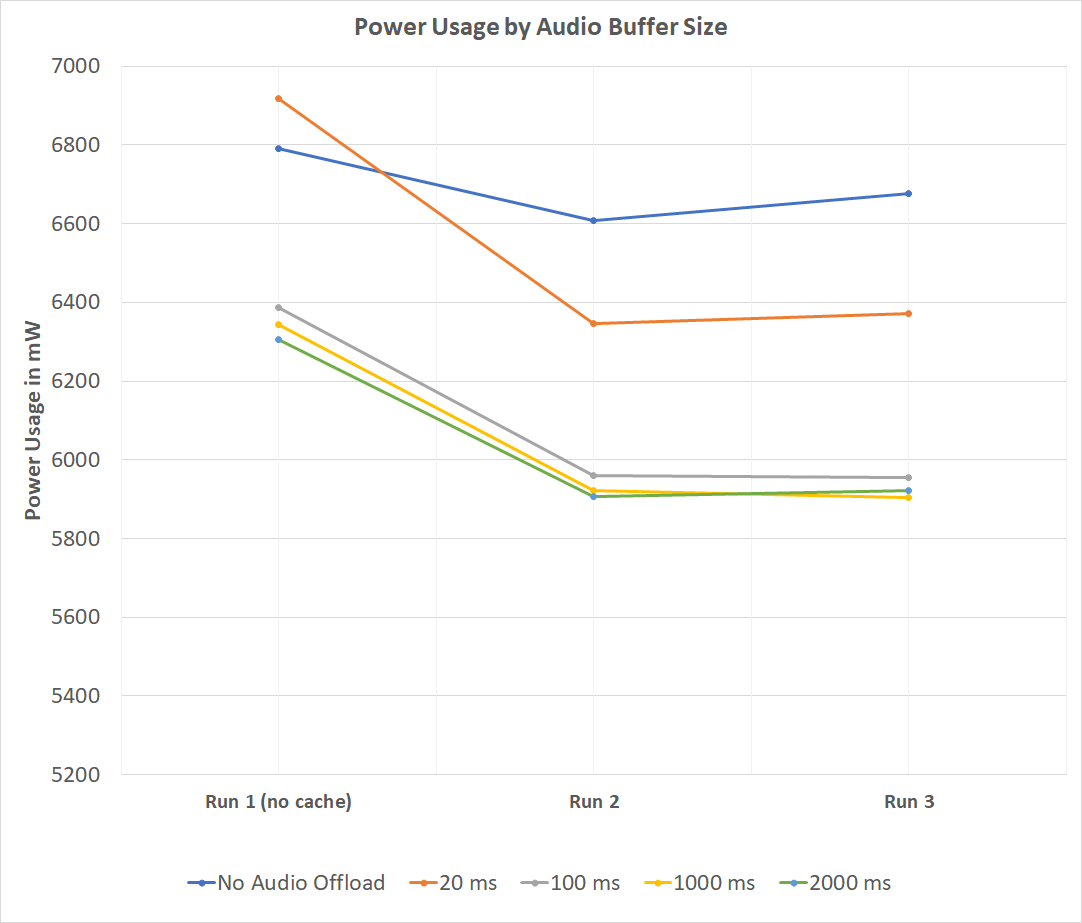 Power Usage by Audio Buffer Size
7000
6800
6600
6400
6200
6000
5800
5600
5400
5200
Power Usage in mW
Run 1 (no cache) Run 2 Run 3
No Audio Offload 20 ms 100 ms 1000 ms 2000 ms